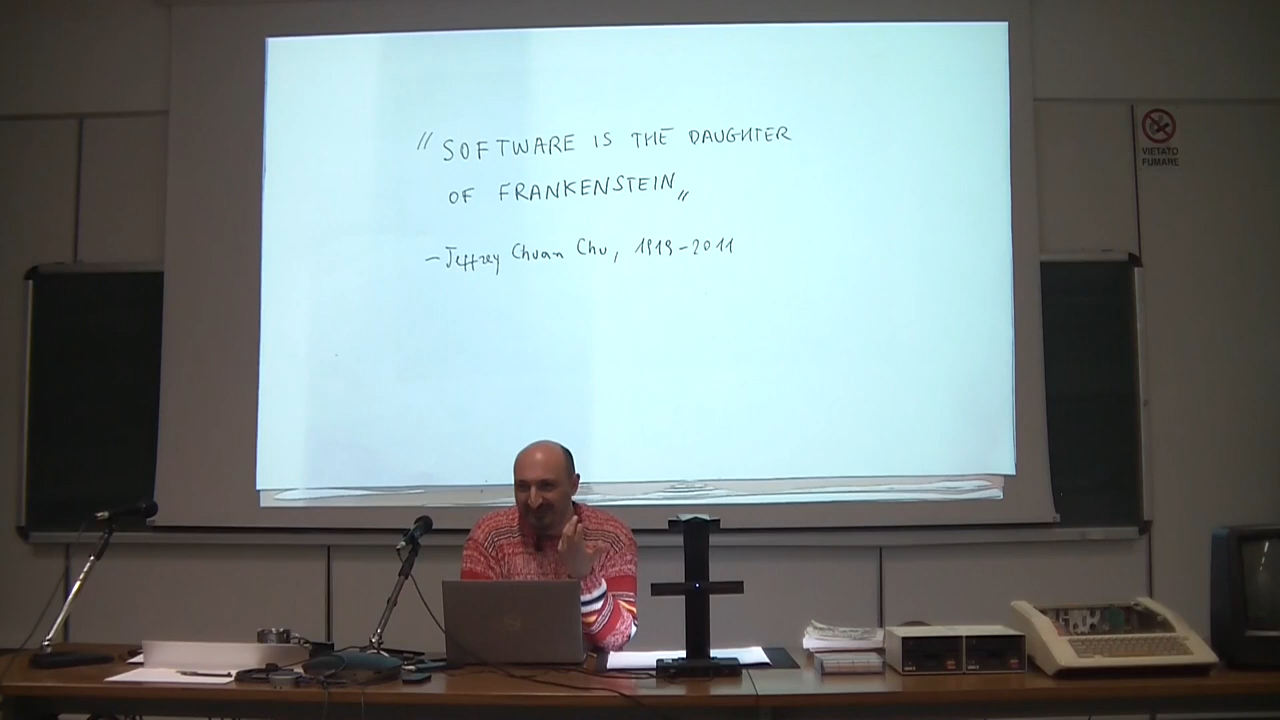 "SOFTWARE IS THE DAUGHTER
OF FRANKENSTEIN"
- Jeffrey Chuan Chu, 1919-2011
VIETATO
FUMARE